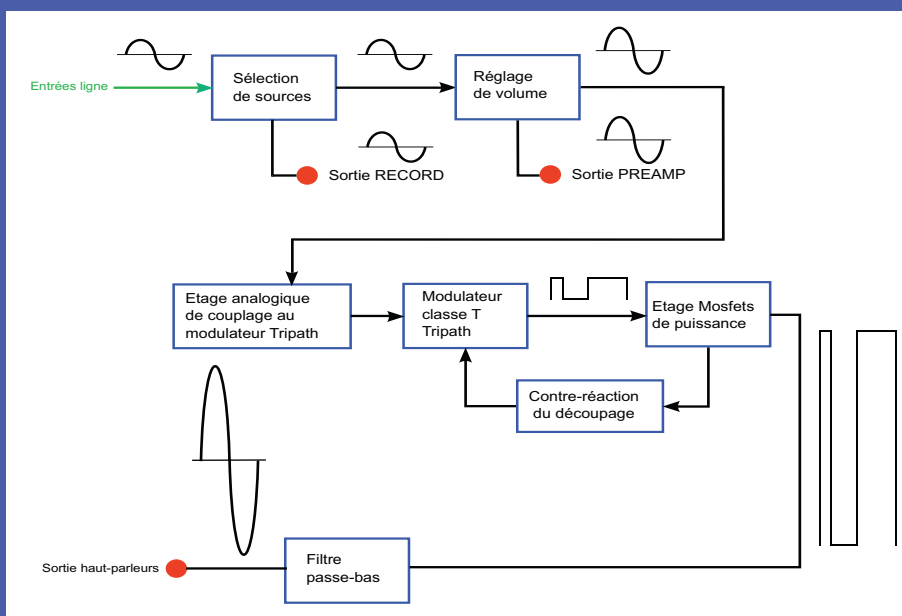 Entrées ligne
Sélection
de sources
Réglage
de volume
Sortie RECORD
Sortie PREAMP
Etage analogique
de couplage au
modulateur Tripath
Modulateur
classe T
Tripath
Etage Mosfets
de puissance
Contre-réaction
du découpage
Sortie haut-parleurs
Filtre
passe-bas